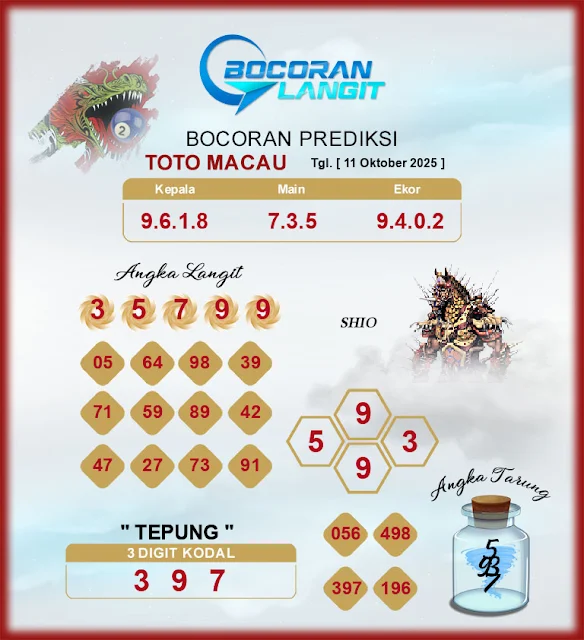 BOCORAN
LANGIT
2
BOCORAN PREDIKSI
TOTO MACAU Tgl. [ 11 Oktober 2025 ]
Kepala Main Ekor
9.6.1.8 7.3.5 9.4.0.2
Angka Langit
3 5 7 9 9
SHIO
05 64 98 39
71 59 89 42
47 27 73 91
9
5 3
9
Angka Tarung
" TEPUNG "
3 DIGIT KODAL
3 9 7
056 498
397 196
5
9 3
7